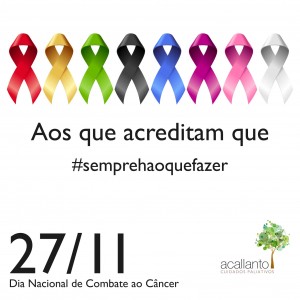 Aos que acreditam que
#semprehaoquefazer
27/11
Dia Nacional de Combate ao Câncer
acallanto
CUIDADOS PALIATIVOS